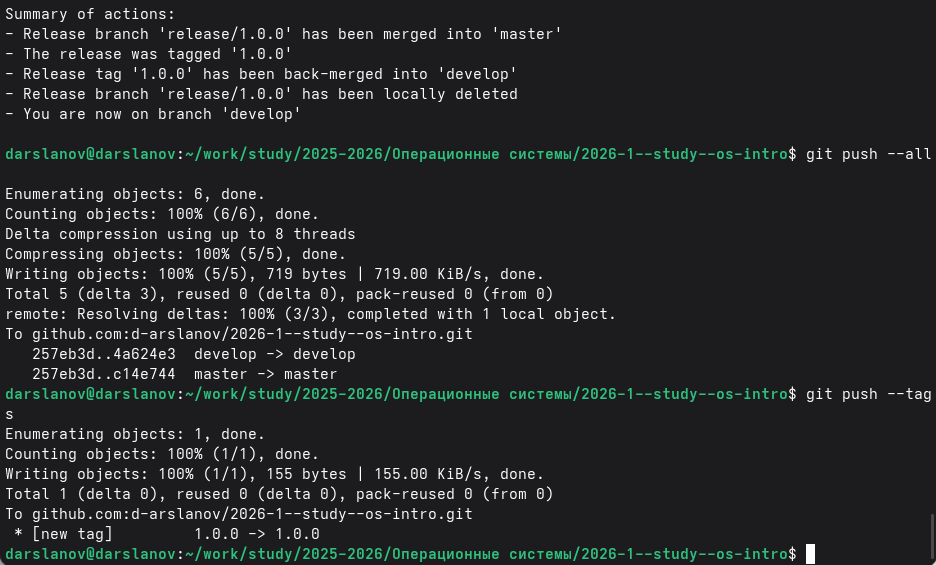 Summary of actions:
- Release branch 'release/1.0.0' has been merged into 'master'
- The release was tagged '1.0.0'
- Release tag '1.0.0' has been back-merged into 'develop'
- Release branch 'release/1.0.0' has been locally deleted
- You are now on branch 'develop'
darslanov@darslanov:~/work/study/2025-2026/Операционные системы/2026-1--study--os-intro$ git push --all
Enumerating objects: 6, done.
Counting objects: 100% (6/6), done.
Delta compression using up to 8 threads
Compressing objects: 100% (5/5), done.
Writing objects: 100% (5/5), 719 bytes | 719.00 KiB/s, done.
Total 5 (delta 3), reused 0 (delta 0), pack-reused 0 (from 0)
remote: Resolving deltas: 100% (3/3), completed with 1 local object.
To github.com:d-arslanov/2026-1--study--os-intro.git
   257eb3d..4a624e3  develop -> develop
   257eb3d..c14e744  master -> master
darslanov@darslanov:~/work/study/2025-2026/Операционные системы/2026-1--study--os-intro$ git push --tag
s
Enumerating objects: 1, done.
Counting objects: 100% (1/1), done.
Writing objects: 100% (1/1), 155 bytes | 155.00 KiB/s, done.
Total 1 (delta 0), reused 0 (delta 0), pack-reused 0 (from 0)
To github.com:d-arslanov/2026-1--study--os-intro.git
 * [new tag]         1.0.0 -> 1.0.0
darslanov@darslanov:~/work/study/2025-2026/Операционные системы/2026-1--study--os-intro$